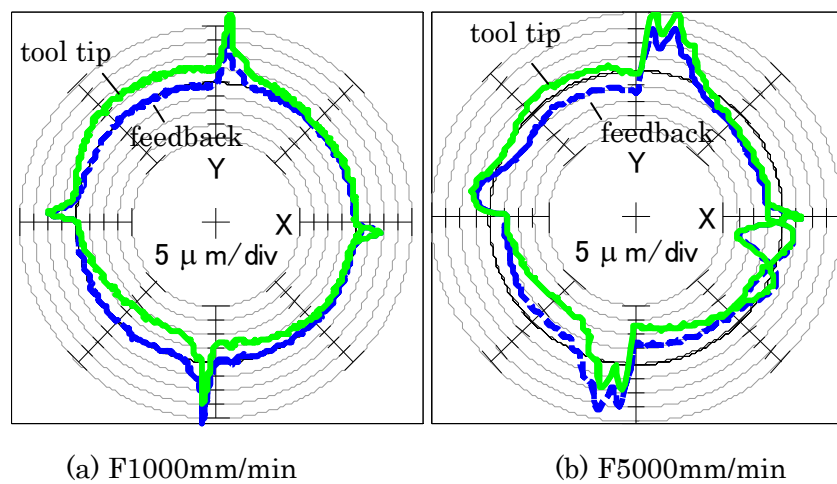 tool tip
feedback
Y
X
5 μ m/div
(a) F1000mm/min
tool tip
feedback
Y
X
5 μ m/div
(b) F5000mm/min